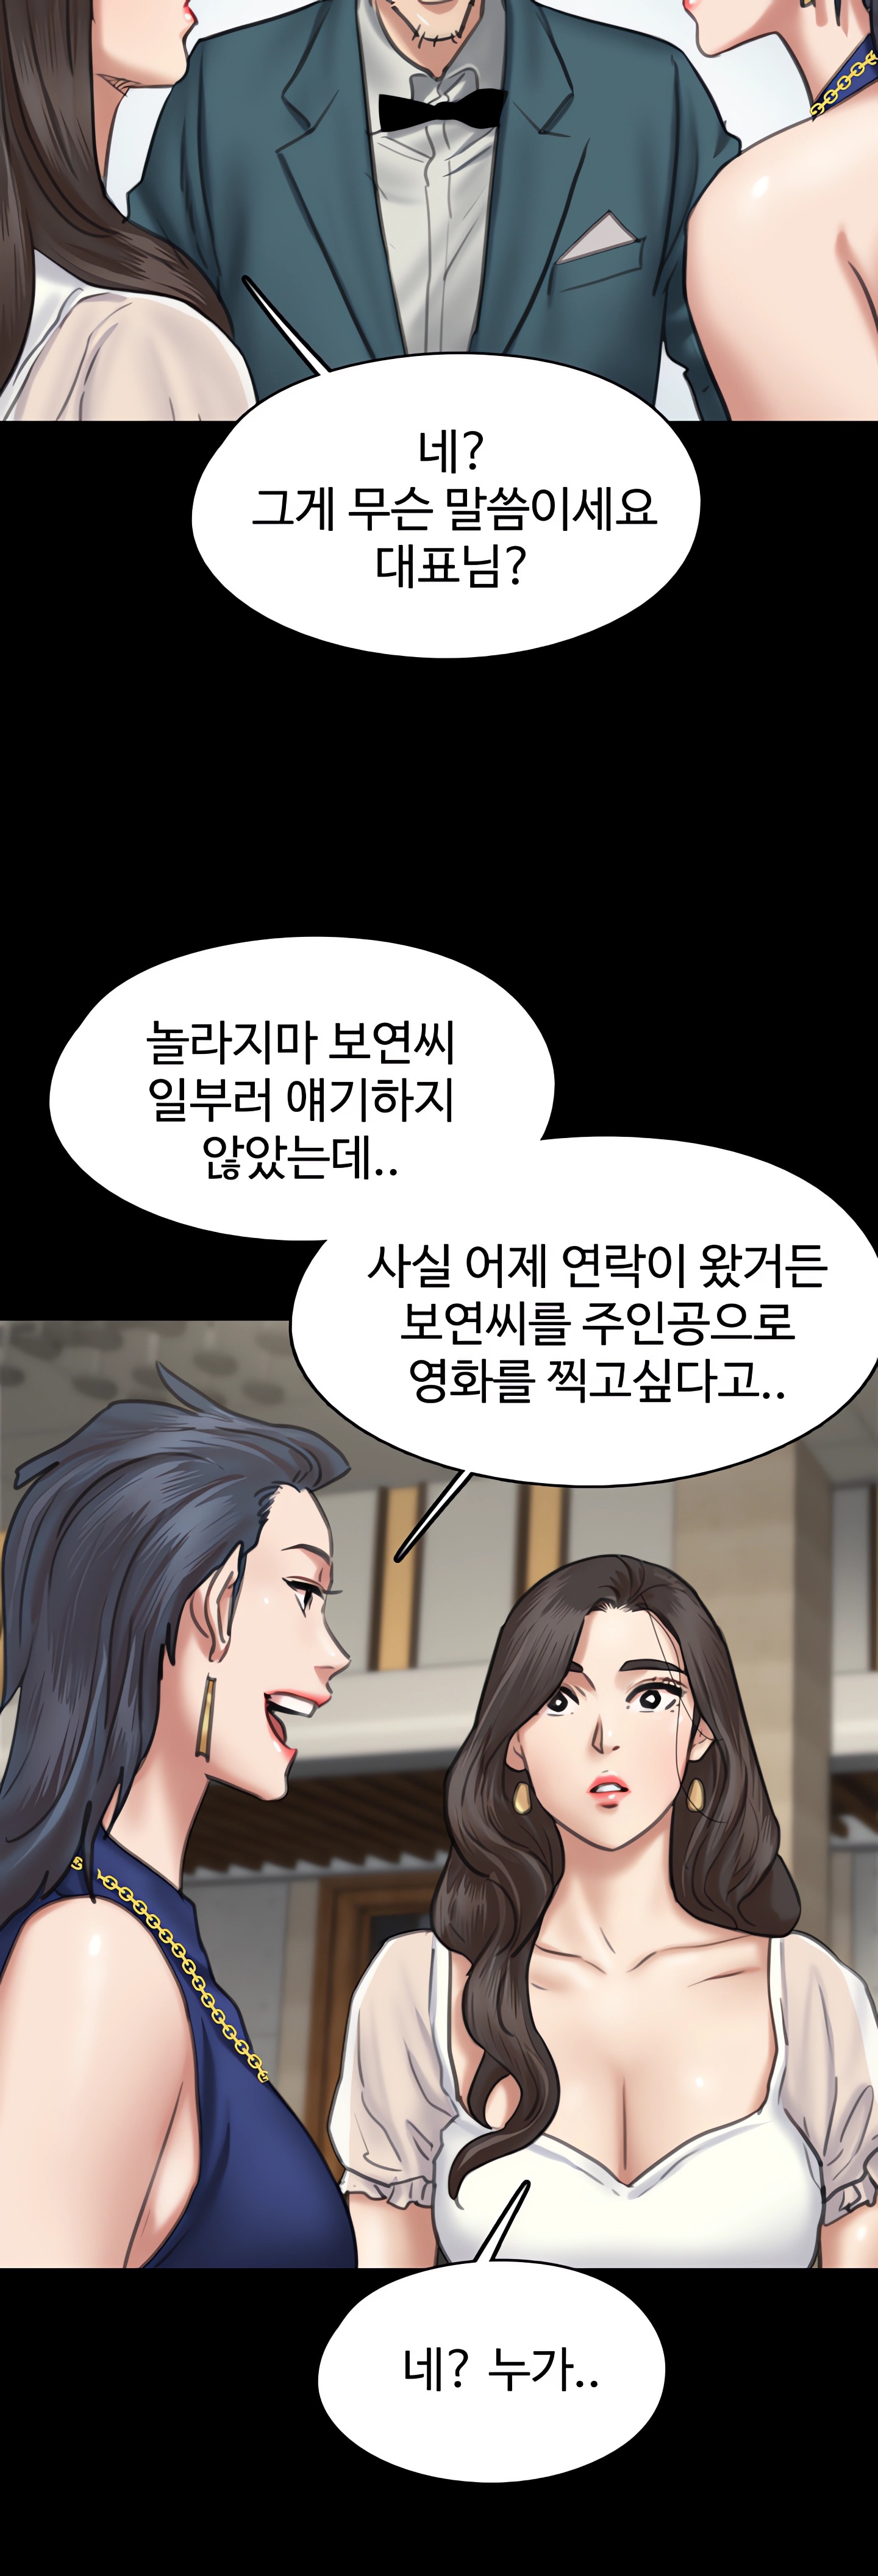 네?
그게 무슨 말씀이세요
대표님?
놀라지마 보연씨
일부러 얘기하지
않았는데..
사실 어제 연락이 왔거든
보연씨를 주인공으로
영화를 찍고싶다고..
네? 누가..